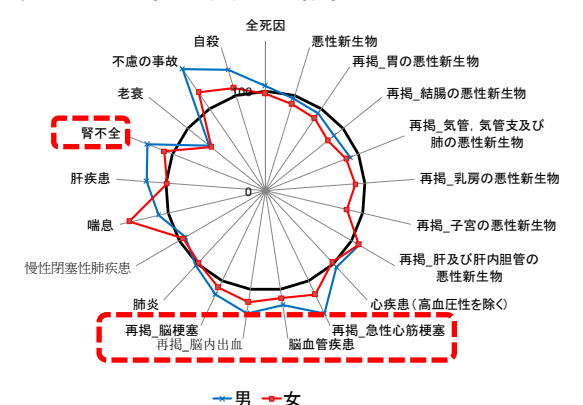 全死因
悪性新生物
再掲_胃の悪性新生物
再掲_結腸の悪性新生物
再掲_気管，気管支及び
肺の悪性新生物
再掲_乳房の悪性新生物
再掲_子宮の悪性新生物
再掲_肝及び肝内胆管の
悪性新生物
心疾患（高血圧性を除く）
再掲_急性心筋梗塞
脳血管疾患
再掲_脳内出血
再掲_脳梗塞
肺炎
慢性閉塞性肺疾患
喘息
肝疾患
腎不全
老衰
不慮の事故
自殺
100
0
男
女